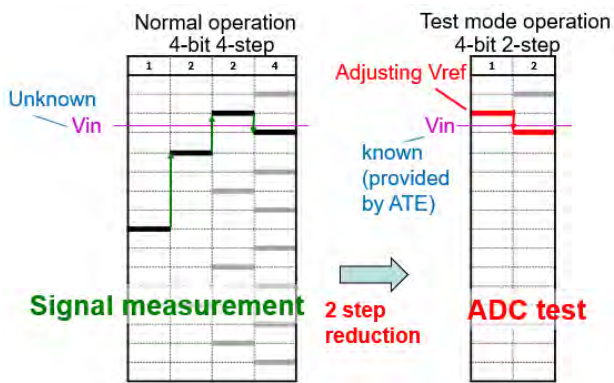 Normal operation
4-bit 4-step
1 2 2 4
Unknown
Vin
Signal measurement
2 step
reduction
Test mode operation
4-bit 2-step
1 2
Adjusting Vref
Vin
known
(provided
by ATE)
ADC test